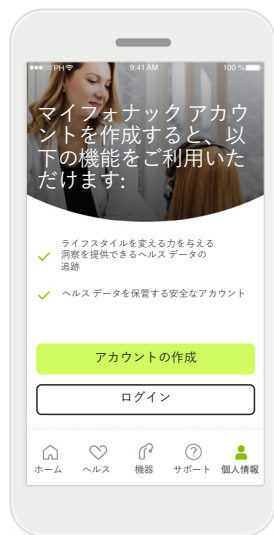 PH 9:41 AM 100 %
マイフォナック アカウ
ントを作成すると、以
下の機能をご利用いた
だけます:
ライフスタイルを変える力を与える
洞察を提供できるヘルス データの
追跡
ヘルス データを保管する安全なアカウント
アカウントの作成
ログイン
ホーム ヘルス 機器 サポート 個人情報